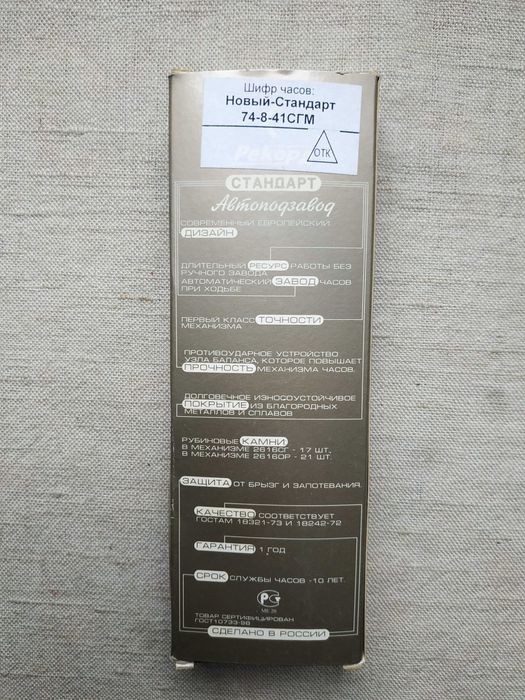 Шифр часов:
Новый-Стандарт
74-8-41СГМ
ОТК
СТАНДАРТ
Автоподзавод
СОВРЕМЕННЫЙ ЕВРОПЕЙСКИЙ
ДИЗАЙН
ДЛИТЕЛЬНЫЙ РЕСУРС РАБОТЫ БЕЗ
РУЧНОГО ЗАВОДА
АВТОМАТИЧЕСКИЙ ЗАВОД ЧАСОВ
ПРИ ХОДЬБЕ
ПЕРВЫЙ КЛАСС ТОЧНОСТИ
МЕХАНИЗМА
ПРОТИВОУДАРНОЕ УСТРОЙСТВО
УЗЛА БАЛАНСА, КОТОРОЕ ПОВЫШАЕТ
ПРОЧНОСТЬ МЕХАНИЗМА ЧАСОВ.
ДОЛГОВЕЧНОЕ ИЗНОСОУСТОЙЧИВОЕ
ПОКРЫТИЕ ИЗ БЛАГОРОДНЫХ
МЕТАЛЛОВ И СПЛАВОВ
РУБИНОВЫЕ КАМНИ
В МЕХАНИЗМЕ 2616СГ - 17 ШТ.,
В МЕХАНИЗМЕ 2616ОР - 21 ШТ.
ЗАЩИТА ОТ БРЫЗГ И ЗАПОТЕВАНИЯ.
КАЧЕСТВО СООТВЕТСТВУЕТ
ГОСТАМ 18321-73 И 18242-72
ГАРАНТИЯ 1 ГОД
СРОК СЛУЖБЫ ЧАСОВ -10 ЛЕТ.
РСТ
ТОВАР СЕРТИФИЦИРОВАН
ГОСТ10733-98
СДЕЛАНО В РОССИИ